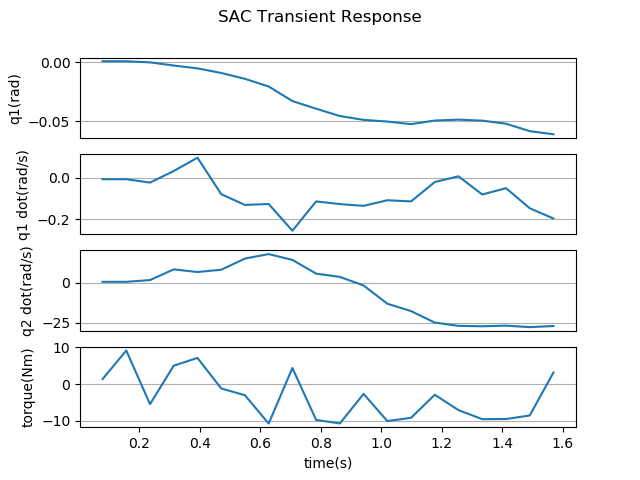 SAC Transient Response
q1(rad)
0.00
−0.05
q1 dot(rad/s)
0.0
−0.2
q2 dot(rad/s)
0
−25
torque(Nm)
10
0
−10
0.2 0.4 0.6 0.8 1.0 1.2 1.4 1.6
time(s)